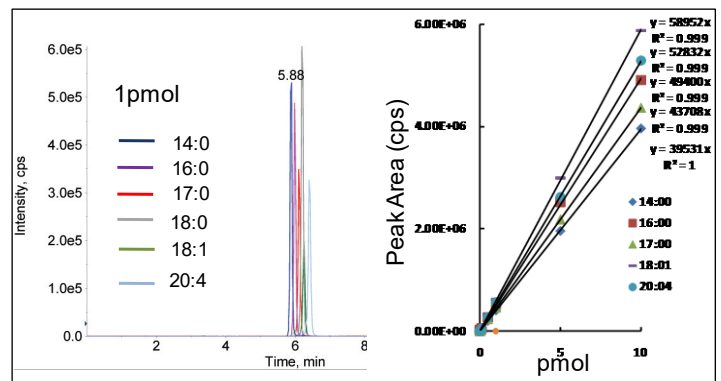 6.0e5
5.0e5
4.0e5
3.0e5
2.0e5
1.0e5
0.0
Intensity, cps
5.88
1pmol
14:0
16:0
17:0
18:0
18:1
20:4
2
4
6
8
Time, min
6.00E+06
4.00E+06
2.00E+06
0.00E+00
Peak Area (cps)
y = 58952x
R² = 0.999
y = 52832x
R² = 0.999
y = 49400x
R² = 0.999
y = 43708x
R² = 0.999
y = 39531x
R² = 1
14:00
16:00
17:00
18:01
20:04
0
5
10
pmol